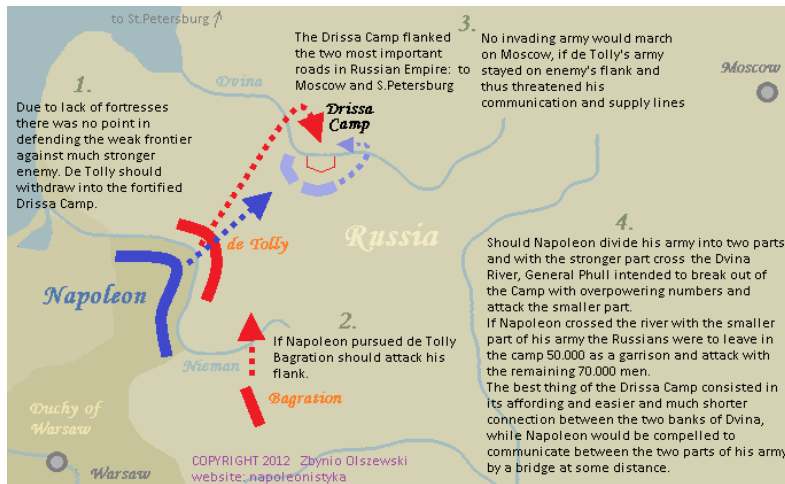 to St.Petersburg
1.
Due to lack of fortresses
there was no point in
defending the weak frontier
against much stronger
enemy. De Tolly should
withdraw into the fortified
Drissa Camp.
The Drissa Camp flanked
the two most important
roads in Russian Empire: to
Moscow and S.Petersburg
3.
No invading army would march
on Moscow, if de Tolly's army
stayed on enemy's flank and
thus threatened his
communication and supply lines
Moscow
Dvina
Drissa
Camp
de Tolly
Russia
Napoleon
Nieman
2.
If Napoleon pursued de Tolly
Bagration should attack his
flank.
Bagration
4.
Should Napoleon divide his army into two parts
and with the stronger part cross the Dvina
River, General Phull intended to break out of
the Camp with overpowering numbers and
attack the smaller part.
If Napoleon crossed the river with the smaller
part of his army the Russians were to leave in
the camp 50.000 as a garrison and attack with
the remaining 70.000 men.
The best thing of the Drissa Camp consisted in
its affording and easier and much shorter
connection between the two banks of Dvina,
while Napoleon would be compelled to
communicate between the two parts of his army
by a bridge at some distance.
Duchy of
Warsaw
Warsaw
COPYRIGHT 2012 Zbynio Olszewski
website: napoleonistyka